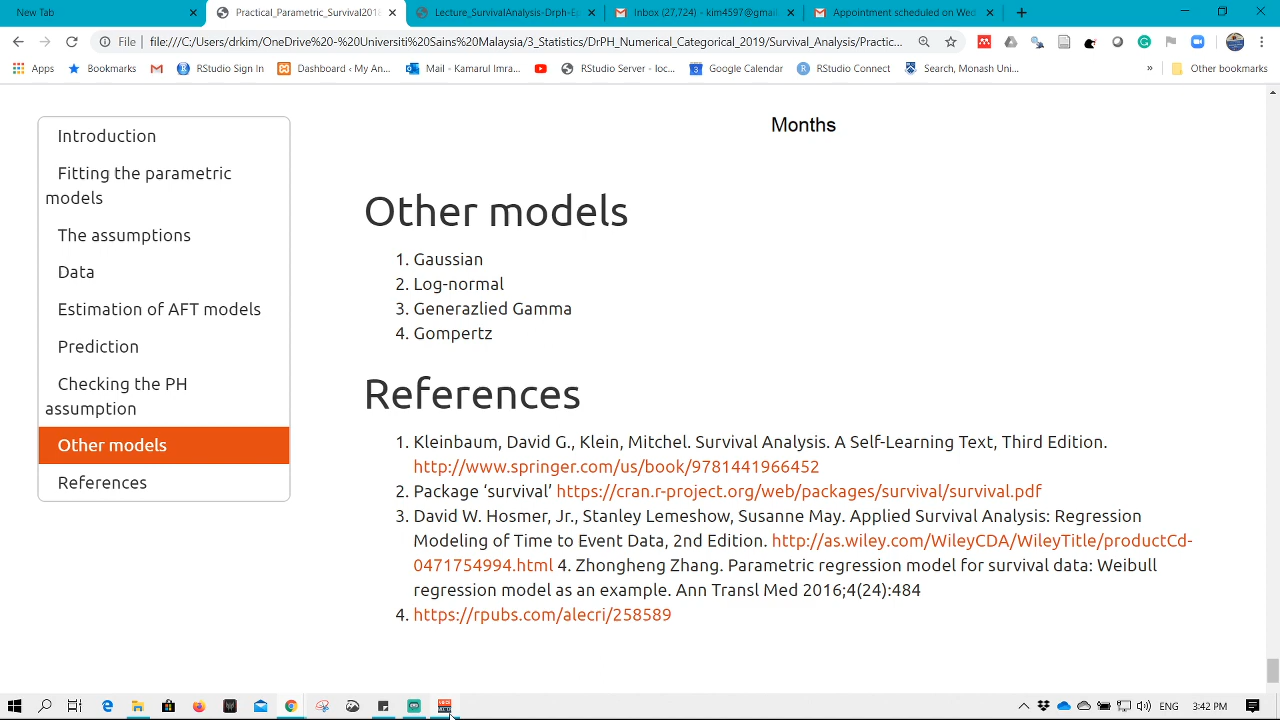 New Tab
Practical_Parametric_Survival2018
Lecture_SurvivalAnalysis-Drph-Ep
Inbox (27,724) - kim4597@gmail
Appointment scheduled on Wed
File
file:///C:/Users/drkim/OneDrive%20-%20Universiti%20Sains%20Malaysia/3_Statistics/DrPH_Numerical_Categorical_2019/Survival_Analysis/Practic...
Apps
Bookmarks
RStudio Sign In
Dashboard ‹ My An...
Mail - Kamarul Imra...
RStudio Server - loc...
Google Calendar
RStudio Connect
Search, Monash Uni...
»
Other bookmarks
Introduction
Fitting the parametric
models
The assumptions
Data
Estimation of AFT models
Prediction
Checking the PH
assumption
Other models
References
Months
Other models
1. Gaussian
2. Log-normal
3. Generazlied Gamma
4. Gompertz
References
1. Kleinbaum, David G., Klein, Mitchel. Survival Analysis. A Self-Learning Text, Third Edition.
http://www.springer.com/us/book/9781441966452
2. Package ‘survival’ https://cran.r-project.org/web/packages/survival/survival.pdf
3. David W. Hosmer, Jr., Stanley Lemeshow, Susanne May. Applied Survival Analysis: Regression
Modeling of Time to Event Data, 2nd Edition. http://as.wiley.com/WileyCDA/WileyTitle/productCd-
0471754994.html 4. Zhongheng Zhang. Parametric regression model for survival data: Weibull
regression model as an example. Ann Transl Med 2016;4(24):484
4. https://rpubs.com/alecri/258589
ENG
3:42 PM